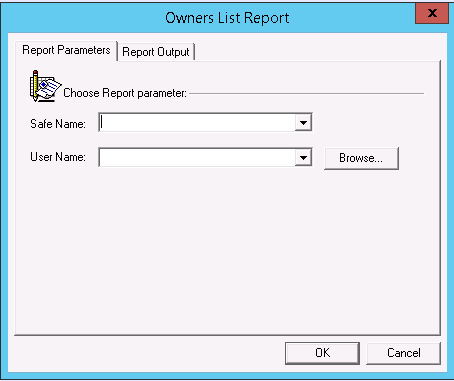 Owners List Report
x
Report Parameters
Report Output
Choose Report parameter:
Safe Name:
User Name:
Browse...
OK
Cancel